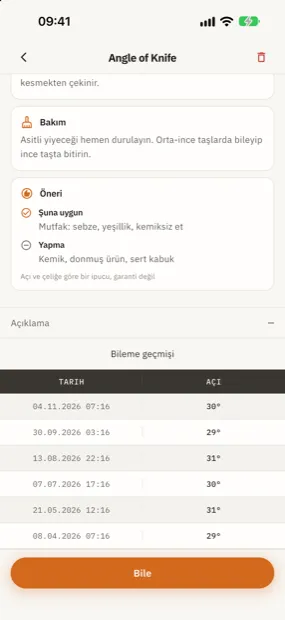 09:41
Angle of Knife
kesmekten çekinir.
Bakım
Asitli yiyeceği hemen durulayın. Orta-ince taşlarda bileyip
ince taşta bitirin.
Öneri
Şuna uygun
Mutfak: sebze, yeşillik, kemiksiz et
Yapma
Kemik, donmuş ürün, sert kabuk
Açı ve çeliğe göre bir ipucu, garanti değil
Açıklama –
Bileme geçmişi
TARIH AÇI
04.11.2026 07:16 30°
30.09.2026 03:16 29°
13.08.2026 22:16 31°
07.07.2026 17:16 30°
21.05.2026 12:16 31°
08.04.2026 07:16 29°
Bile